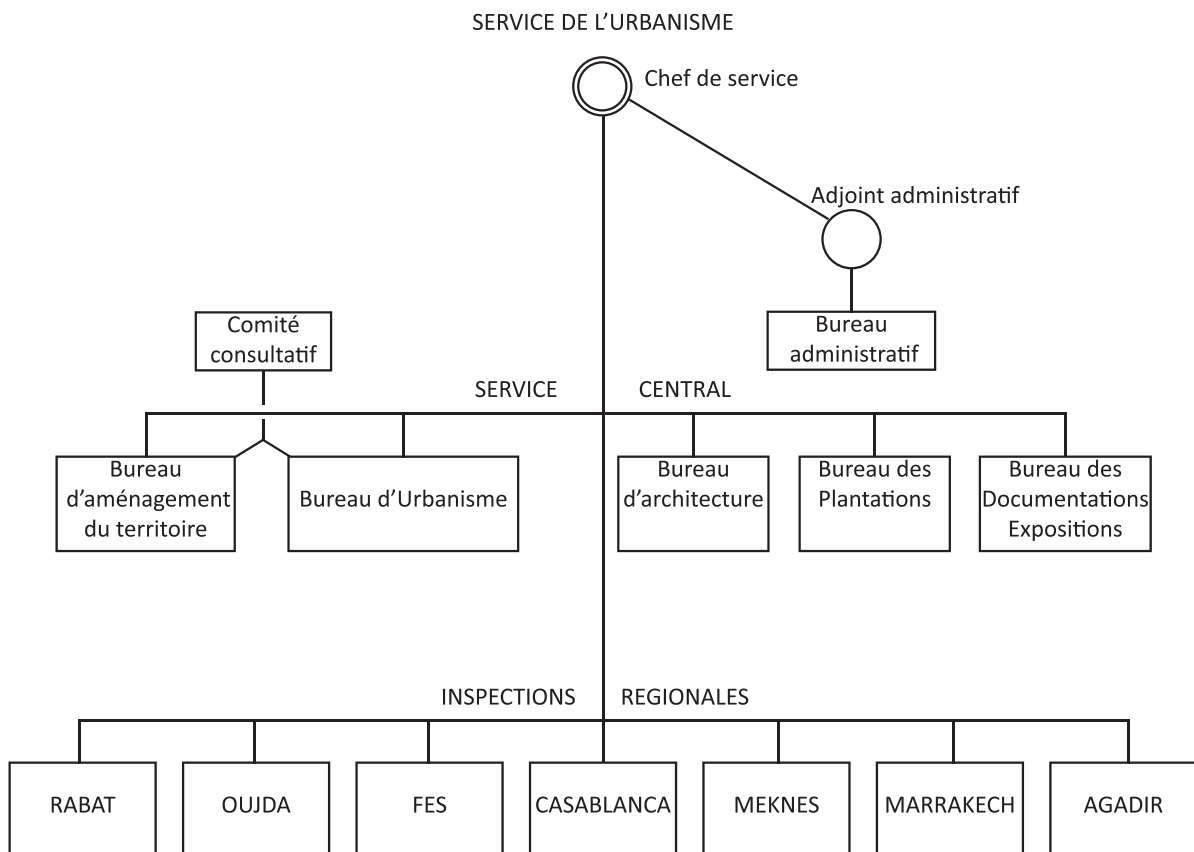 SERVICE DE L’URBANISME
Chef de service
Adjoint administratif
Bureau
administratif
Comité
consultatif
SERVICE CENTRAL
Bureau
d’aménagement
du territoire
Bureau d’Urbanisme
Bureau
d’architecture
Bureau des
Plantations
Bureau des
Documentations
Expositions
INSPECTIONS REGIONALES
RABAT
OUJDA
FES
CASABLANCA
MEKNES
MARRAKECH
AGADIR